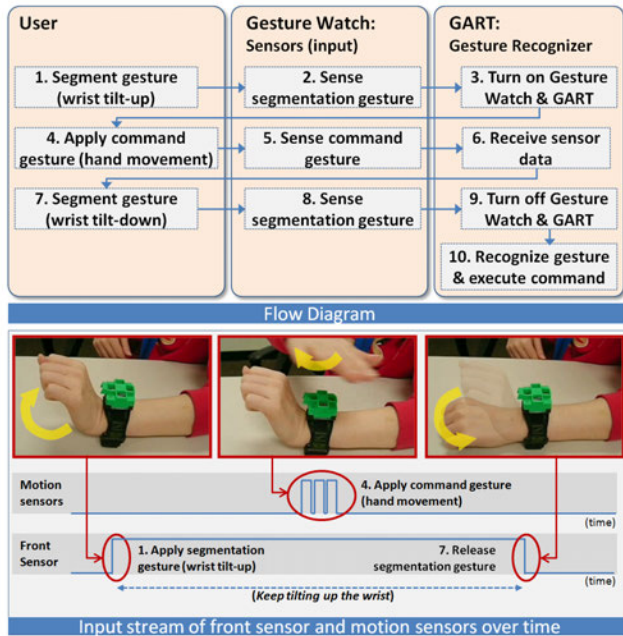 User
Gesture Watch:
Sensors (input)
GART:
Gesture Recognizer
1. Segment gesture
(wrist tilt-up)
2. Sense
segmentation gesture
3. Turn on Gesture
Watch & GART
4. Apply command
gesture (hand movement)
5. Sense command
gesture
6. Receive sensor
data
7. Segment gesture
(wrist tilt-down)
8. Sense
segmentation gesture
9. Turn off Gesture
Watch & GART
10. Recognize gesture
& execute command
Flow Diagram
Motion
sensors
4. Apply command gesture
(hand movement)
(time)
Front
Sensor
1. Apply segmentation
gesture (wrist tilt-up)
7. Release
segmentation gesture
(time)
(Keep tilting up the wrist)
Input stream of front sensor and motion sensors over time